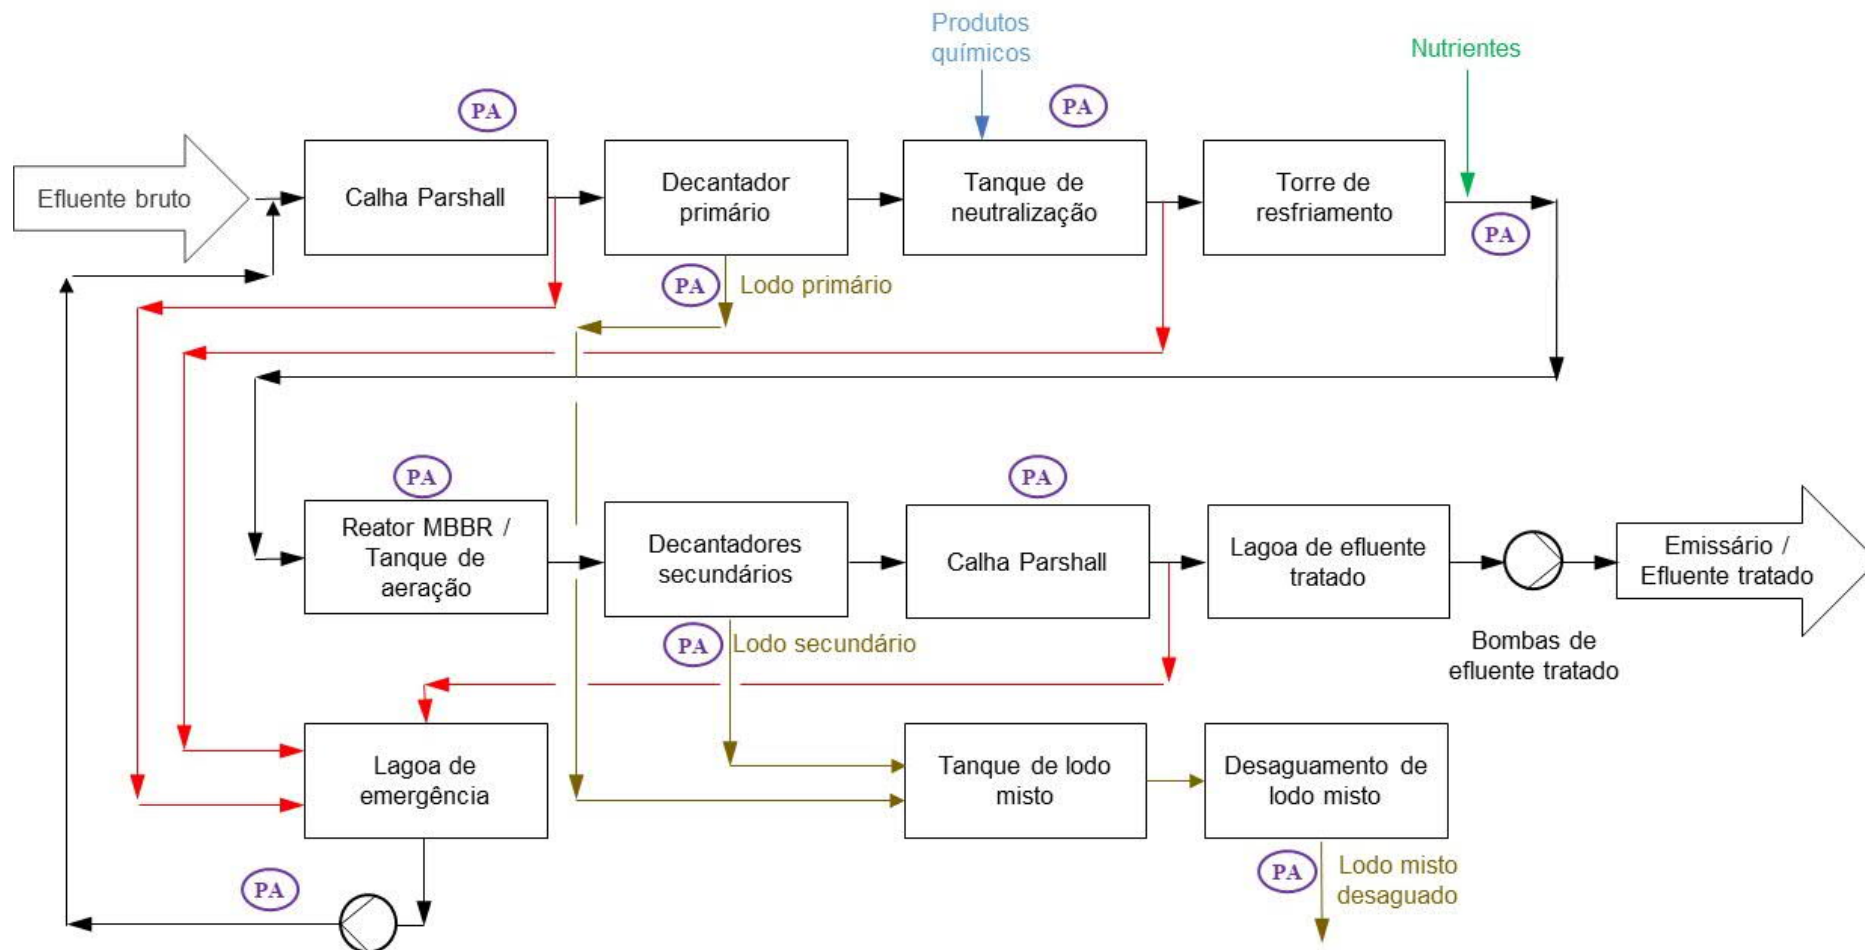 Produtos
químicos
Nutrientes
PA
PA
Efluente bruto
Calha Parshall
Decantador
primário
Tanque de
neutralização
Torre de
resfriamento
PA
PA
Lodo primário
PA
PA
Reator MBBR /
Tanque de
aeração
Decantadores
secundários
Calha Parshall
Lagoa de efluente
tratado
Emissário /
Efluente tratado
PA
Lodo secundário
Bombas de
efluente tratado
Lagoa de
emergência
Tanque de lodo
misto
Desaguamento de
lodo misto
PA
PA
Lodo misto
desaguado